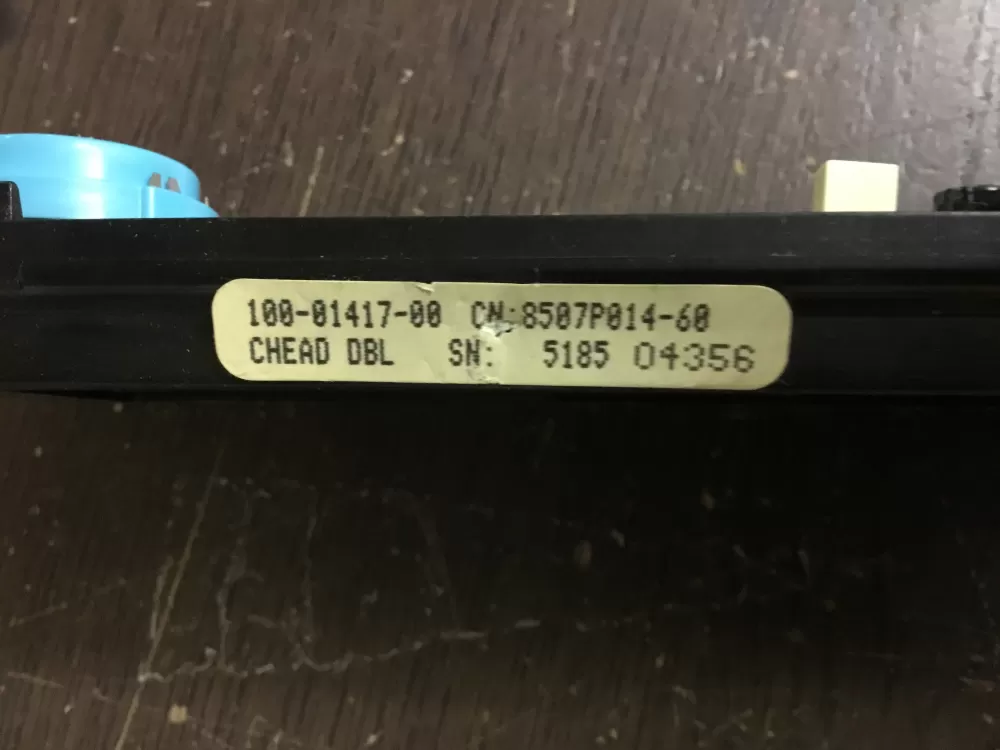 100-01417-00 CN:8507P014-60
CHEAD DBL SN: 5185 04356